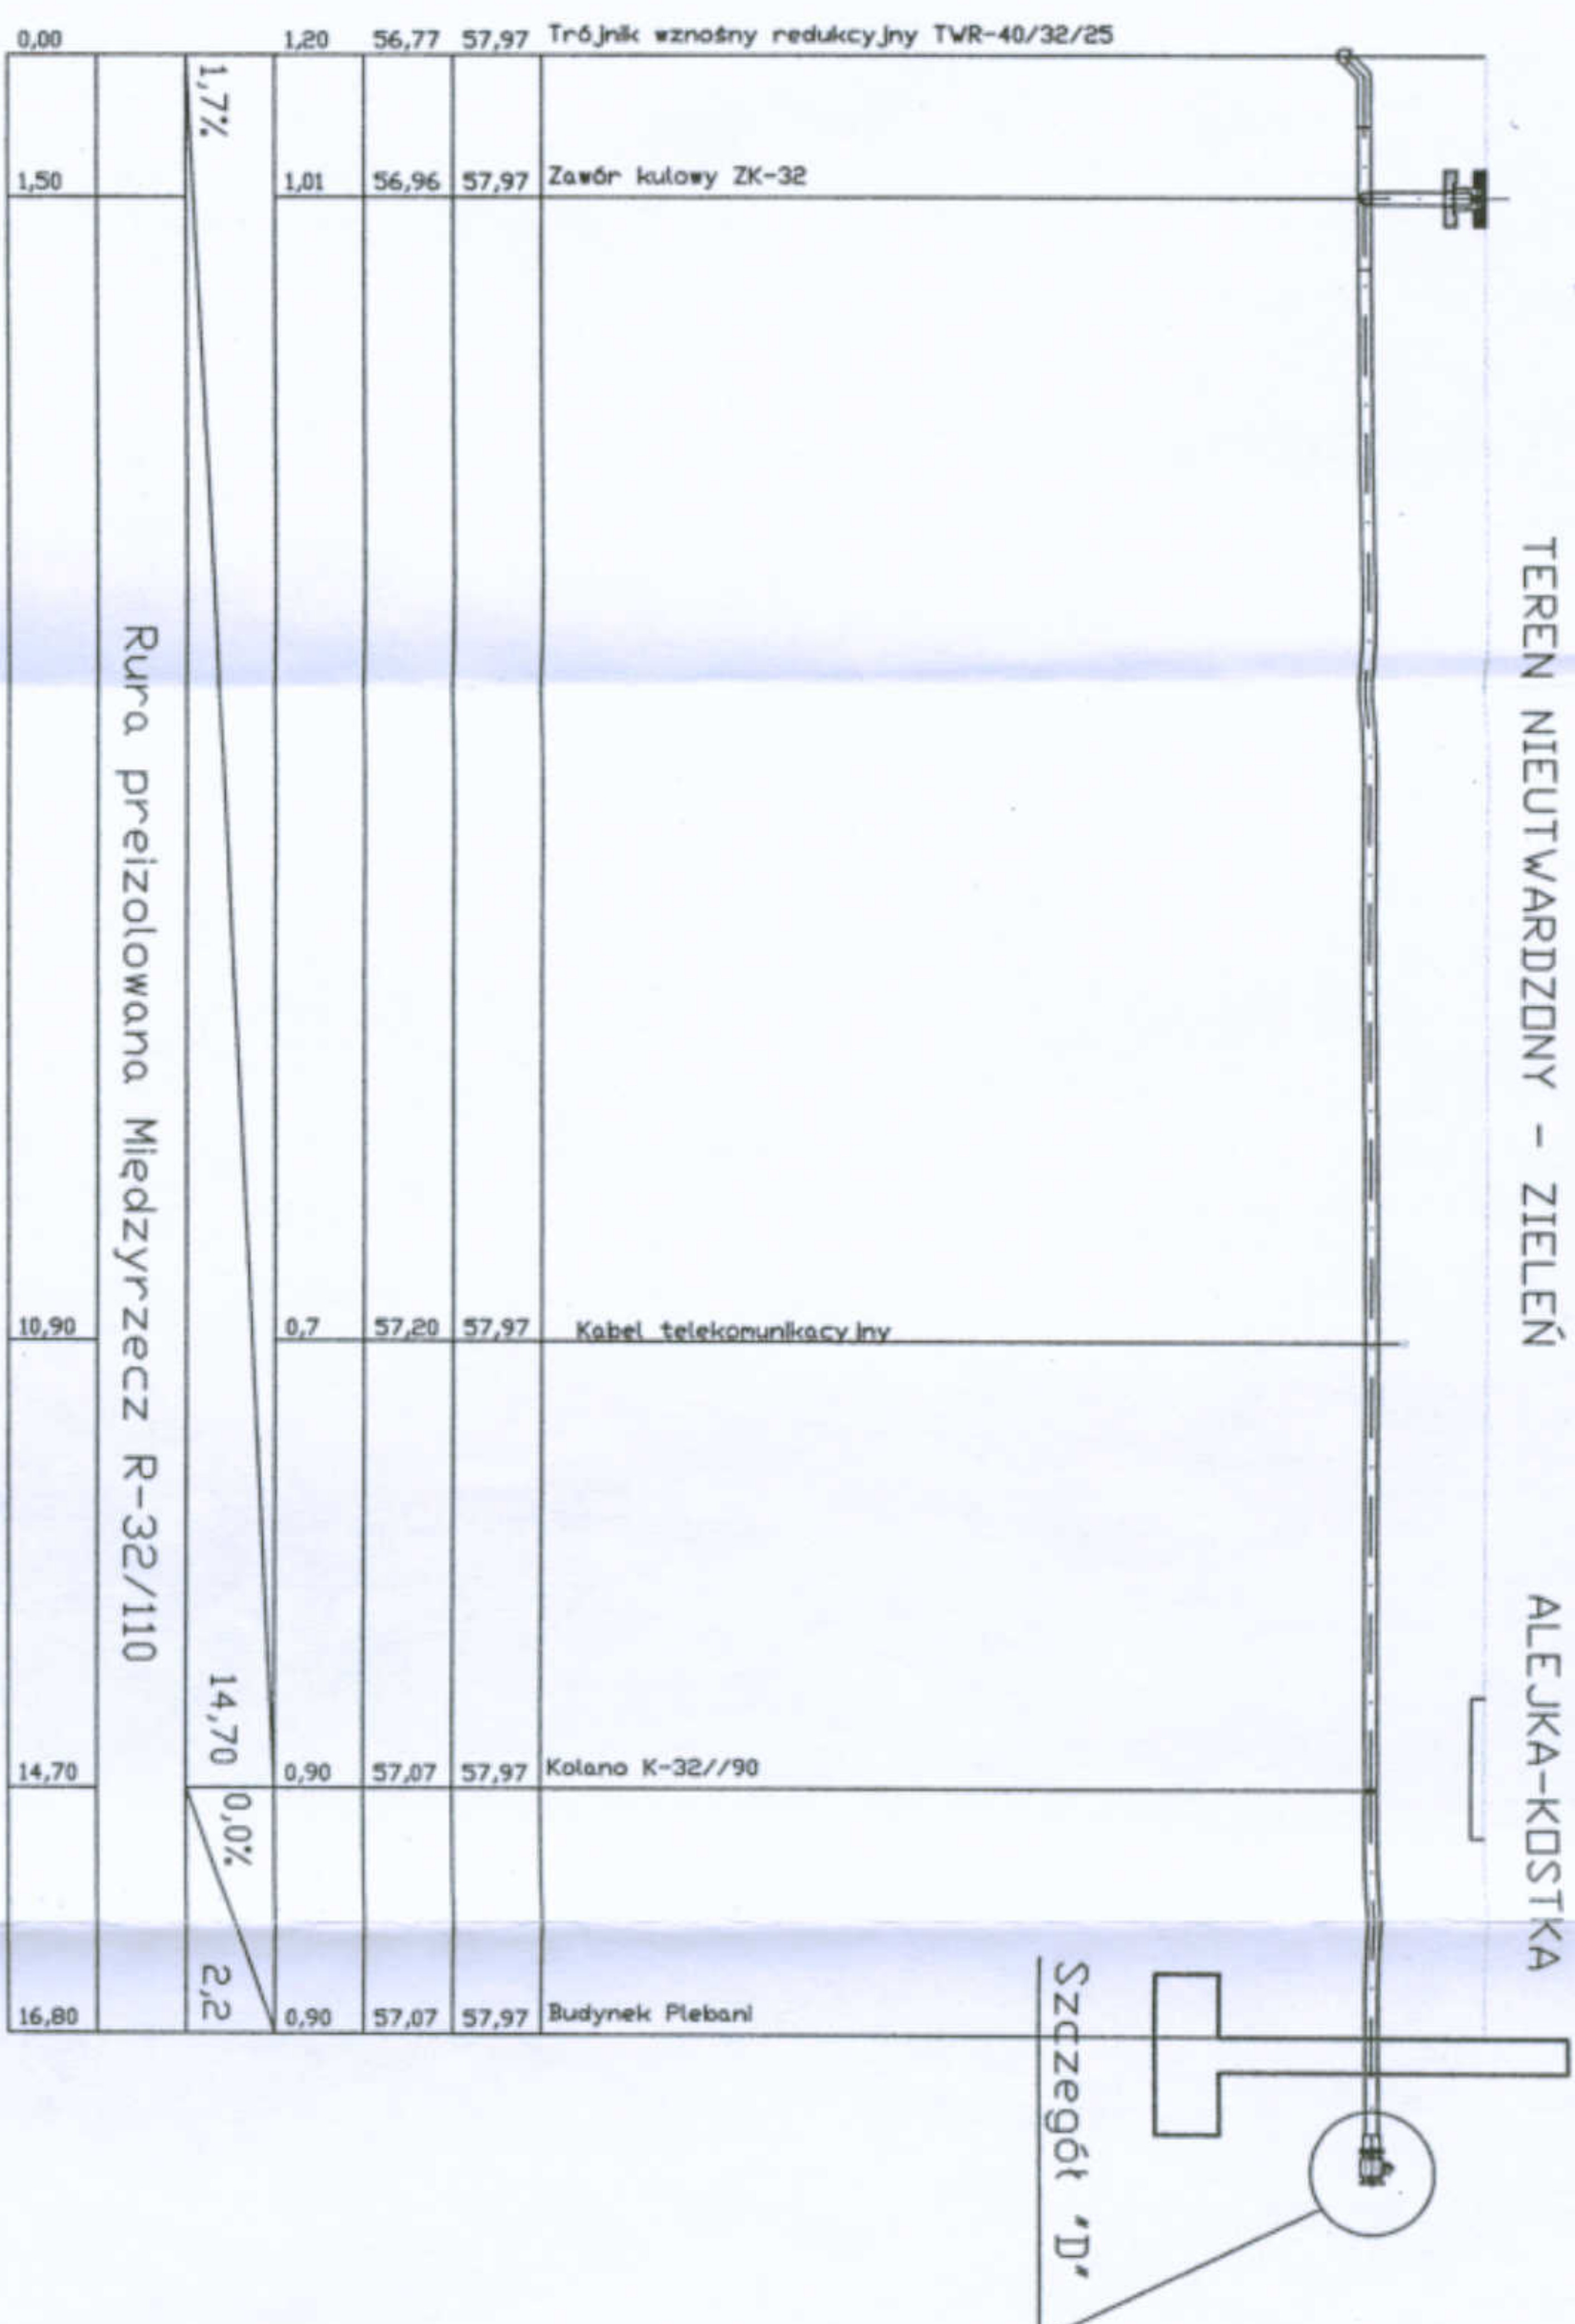 0,00 1,20 56,77 57,97 Trójnik wznośny redukcyjny TWR-40/32/25
1,7%
1,50 1,01 56,96 57,97 Zawór kulowy ZK-32
TEREN NIEUTWARDZONY - ZIELEŃ
Rura preizolowana Międzyrzecz R-32/110
10,90 0,7 57,20 57,97 Kabel telekomunikacyjny
ALEJKA-KOSTKA
14,70
14,70 0,90 57,07 57,97 Kolano K-32//90
0,0%
2,2
16,80 0,90 57,07 57,97 Budynek Plebani
Szczegół "D"